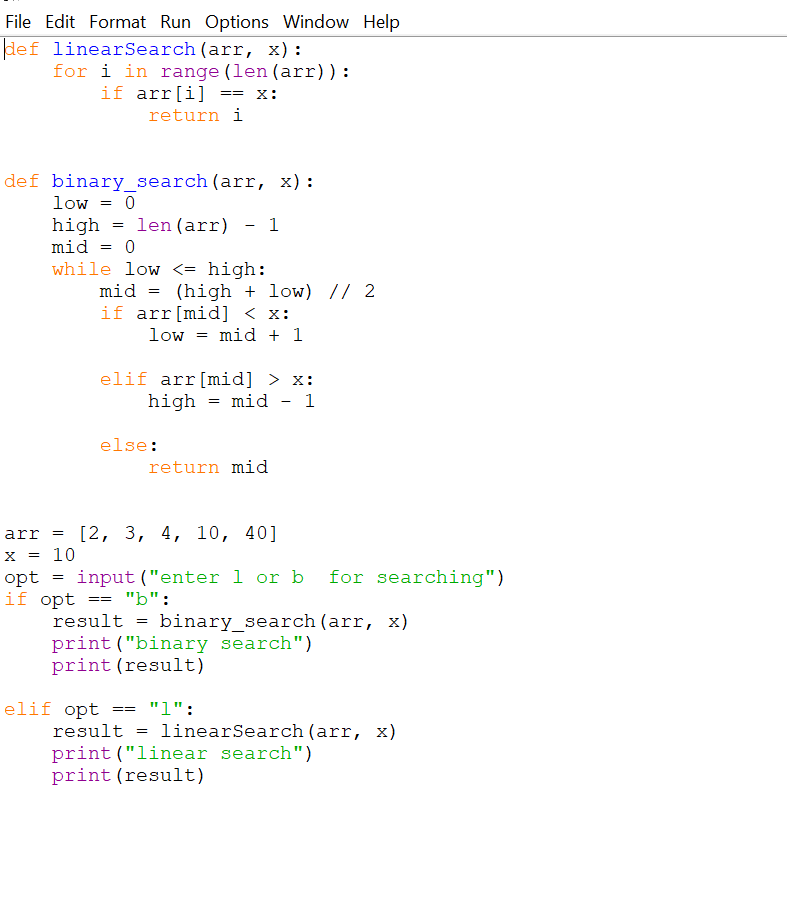 File Edit Format Run Options Window Help
def linearSearch(arr, x):
    for i in range(len(arr)):
        if arr[i] == x:
            return i
def binary_search(arr, x):
    low = 0
    high = len(arr) - 1
    mid = 0
    while low <= high:
        mid = (high + low) // 2
        if arr[mid] < x:
            low = mid + 1
        elif arr[mid] > x:
            high = mid - 1
        else:
            return mid
arr = [2, 3, 4, 10, 40]
x = 10
opt = input("enter l or b  for searching")
if opt == "b":
    result = binary_search(arr, x)
    print("binary search")
    print(result)
elif opt == "l":
    result = linearSearch(arr, x)
    print("linear search")
    print(result)